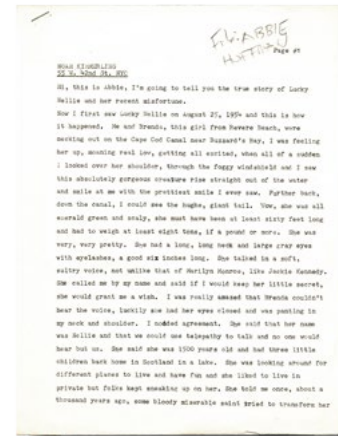 File: ABBIE
HOFFMAN
Page #1
NOAH KIMMERLING
55 W. 42nd St. NYC
Hi, this is Abbie, I'm going to tell you the true story of Lucky
Nellie and her recent misfortune.
Now I first saw Lucky Nellie on August 25, 1954 and this is how
it happened. Me and Brenda, this girl from Revere Beach, were
necking out on the Cape Cod Canal near Buzzard's Bay, I was feeling
her up, moaning real low, getting all excited, when all of a sudden
I looked over her shoulder, through the foggy windshield and I saw
this absolutely gorgeous creature rise straight out of the water
and smile at me with the prettiest smile I ever saw. Further back,
down the canal, I could see the hughe, giant tail. Wow, she was all
emerald green and scaly, she must have been at least sixty feet long
and had to weigh at least eight tons, if a pound or more. She was
very, very pretty. She had a long, long neck and large gray eyes
with eyelashes, a good six inches long. She talked in a soft,
sultry voice, not unlike that of Marilyn Monroe, like Jackie Kennedy.
She called me by my name and said if I would keep her little secret,
she would grant me a wish. I was really amazed that Brenda couldn't
hear the voice, luckily she had her eyes closed and was panting in
my neck and shoulder. I nodded agreement. She said that her name
was Nellie and that we could use telepathy to talk and no one would
hear but us. She said she was 1500 years old and had three little
children back home in Scotland in a lake. She was looking around for
different places to live and have fun and she liked to live in
private but folks kept sneaking up on her. She told me once, about a
thousand years ago, some bloody miserable saint tried to transform her